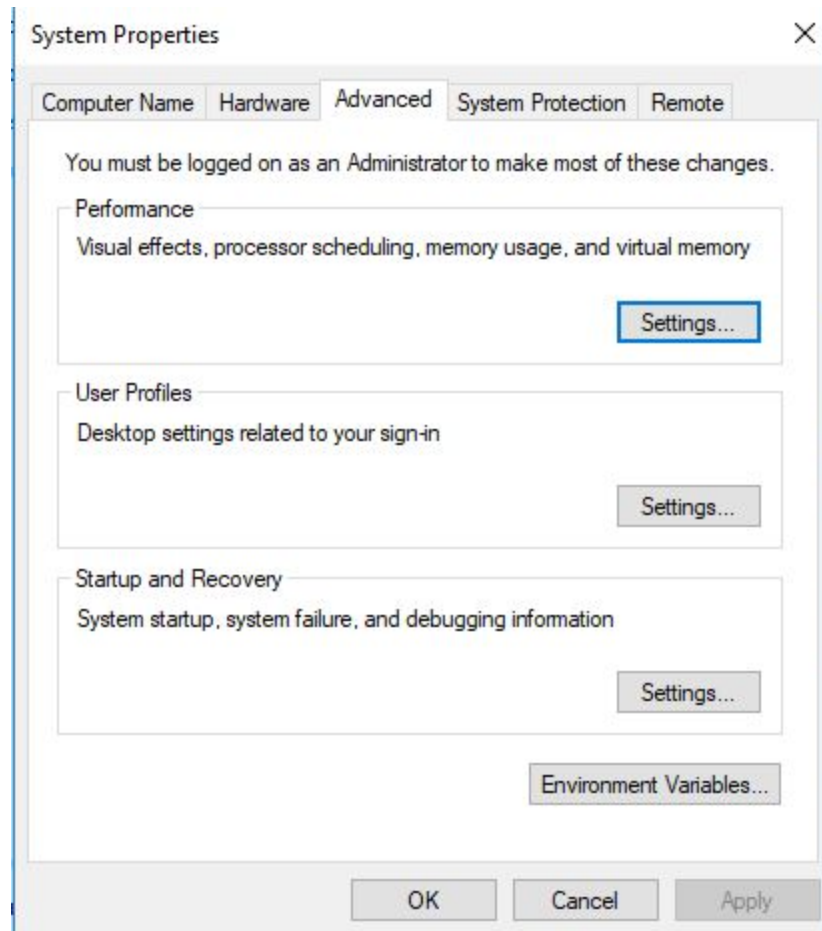 System Properties
Computer Name Hardware Advanced System Protection Remote
You must be logged on as an Administrator to make most of these changes.
Performance
Visual effects, processor scheduling, memory usage, and virtual memory
Settings...
User Profiles
Desktop settings related to your sign-in
Settings...
Startup and Recovery
System startup, system failure, and debugging information
Settings...
Environment Variables...
OK Cancel Apply